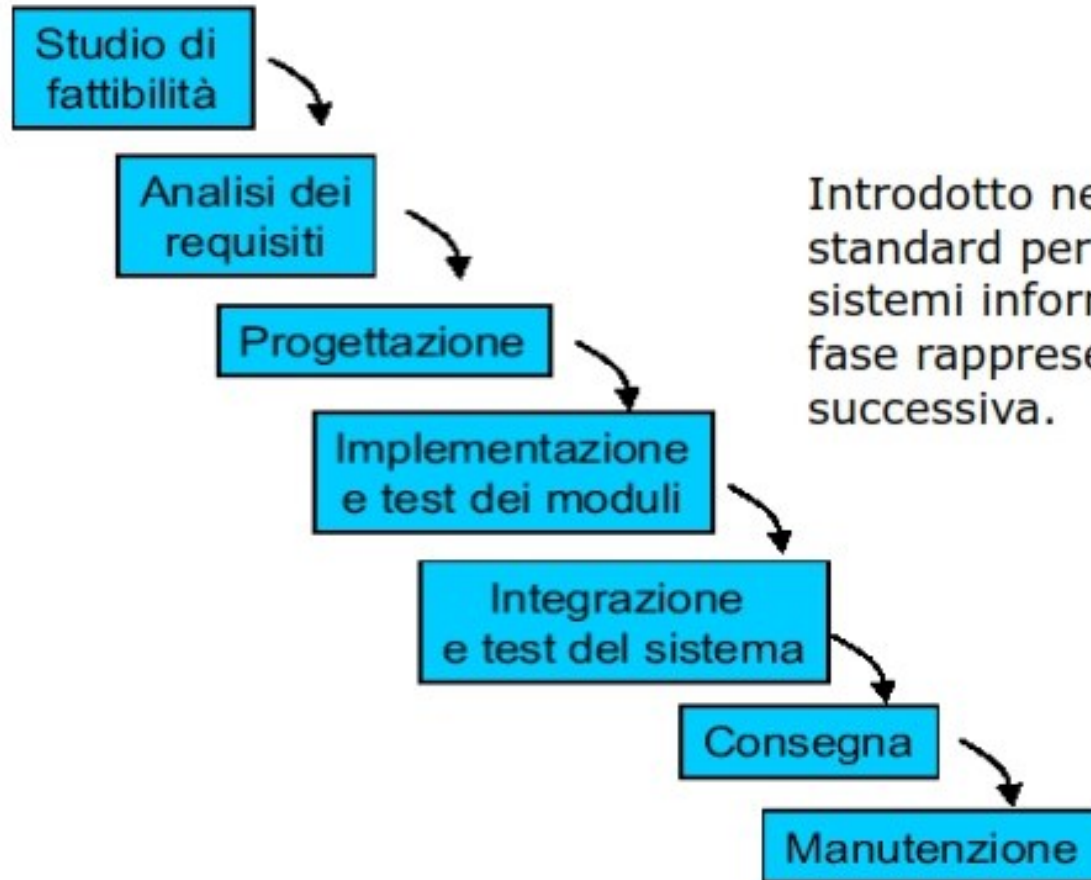 Studio di
fattibilità
Analisi dei
requisiti
Introdotto ne
standard per
sistemi inforr
fase rapprese
successiva.
Progettazione
Implementazione
e test dei moduli
Integrazione
e test del sistema
Consegna
Manutenzione